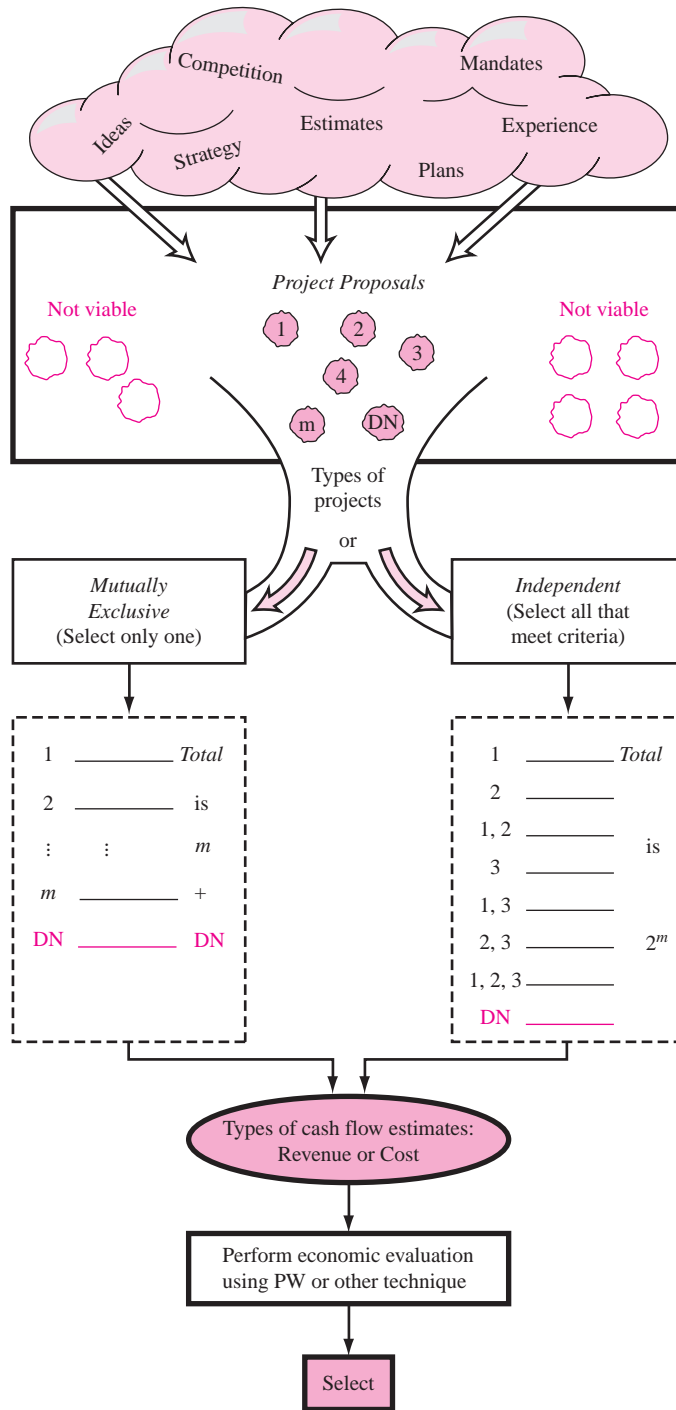 Competition
Mandates
Ideas
Strategy
Estimates
Experience
Plans
Project Proposals
Not viable
Not viable
1
2
3
4
m
DN
Types of
projects
or
Mutually
Exclusive
(Select only one)
Independent
(Select all that
meet criteria)
1 Total
2 is
⋮ ⋮ m
m +
DN DN
1 Total
2
1, 2
is
3
1, 3
2, 3 2^m
1, 2, 3
DN
Types of cash flow estimates:
Revenue or Cost
Perform economic evaluation
using PW or other technique
Select